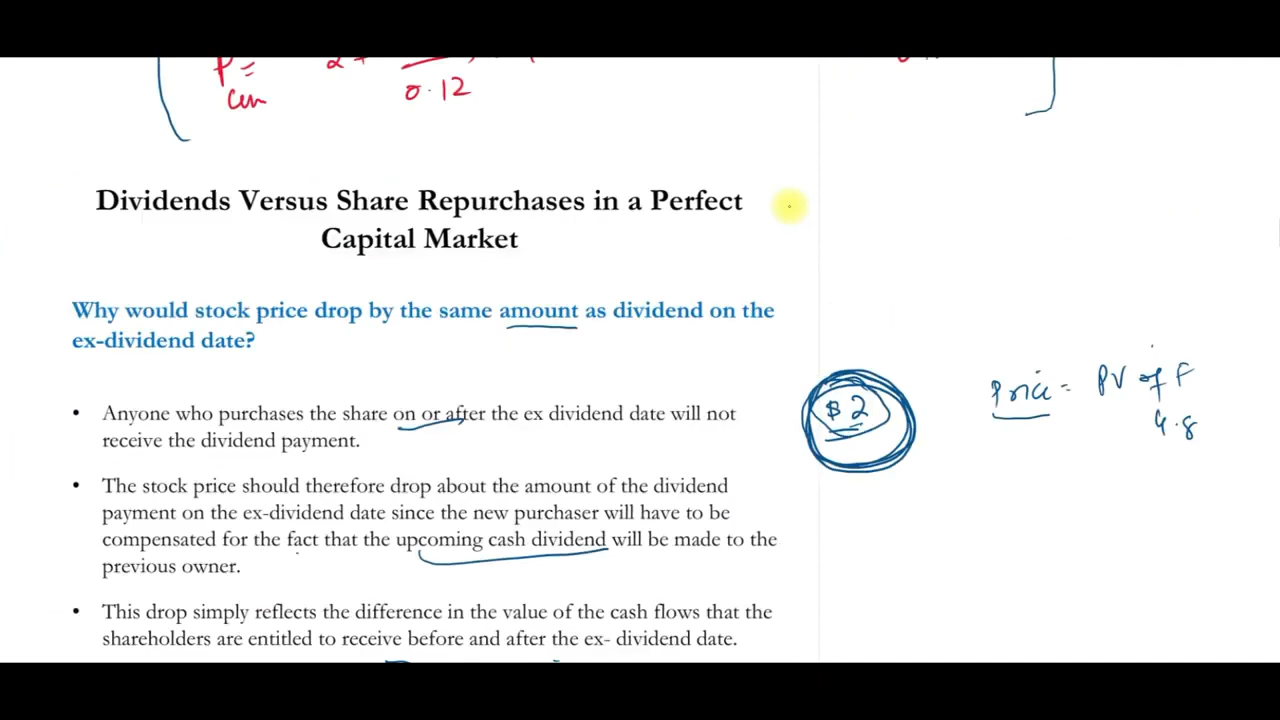 P =
cum
2 +
0.12
Dividends Versus Share Repurchases in a Perfect
Capital Market
Why would stock price drop by the same amount as dividend on the
ex-dividend date?
$ 2
Price = PV of F
4.8
• Anyone who purchases the share on or after the ex dividend date will not
receive the dividend payment.
• The stock price should therefore drop about the amount of the dividend
payment on the ex-dividend date since the new purchaser will have to be
compensated for the fact that the upcoming cash dividend will be made to the
previous owner.
• This drop simply reflects the difference in the value of the cash flows that the
shareholders are entitled to receive before and after the ex- dividend date.